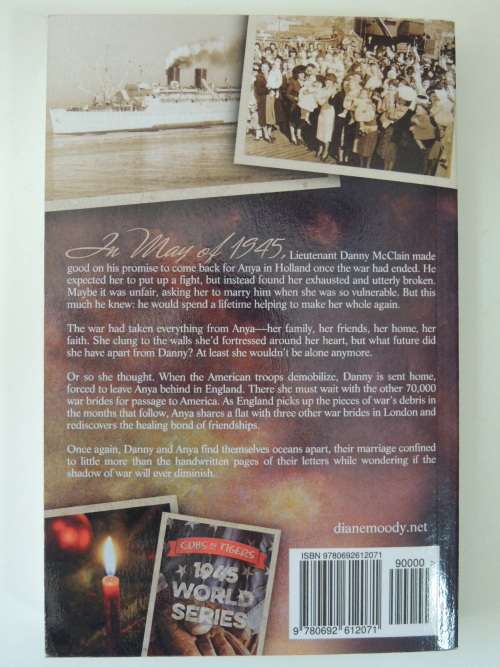 In May of 1945, Lieutenant Danny McClain made
good on his promise to come back for Anya in Holland once the war had ended. He
expected her to put up a fight, but instead found her exhausted and utterly broken.
Maybe it was unfair, asking her to marry him when she was so vulnerable. But this
much he knew: he would spend a lifetime helping to make her whole again.
The war had taken everything from Anya—her family, her friends, her home, her
faith. She clung to the walls she'd fortressed around her heart, but what future did
she have apart from Danny? At least she wouldn't be alone anymore.
Or so she thought. When the American troops demobilize, Danny is sent home,
forced to leave Anya behind in England. There she must wait with the other 70,000
war brides for passage to America. As England picks up the pieces of war's debris in
the months that follow, Anya shares a flat with three other war brides in London and
rediscovers the healing bond of friendships.
Once again, Danny and Anya find themselves oceans apart, their marriage confined
to little more than the handwritten pages of their letters while wondering if the
shadow of war will ever diminish.
dianemoody.net
CUBS & TIGERS
1945
WORLD
SERIES
ISBN 9780692612071
90000 >
9 780692 612071